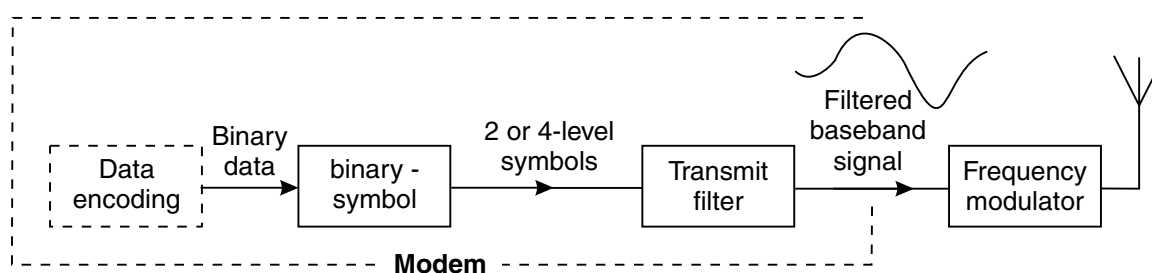 Data
encoding
Binary
data
binary -
symbol
2 or 4-level
symbols
Transmit
filter
Filtered
baseband
signal
Frequency
modulator
Modem